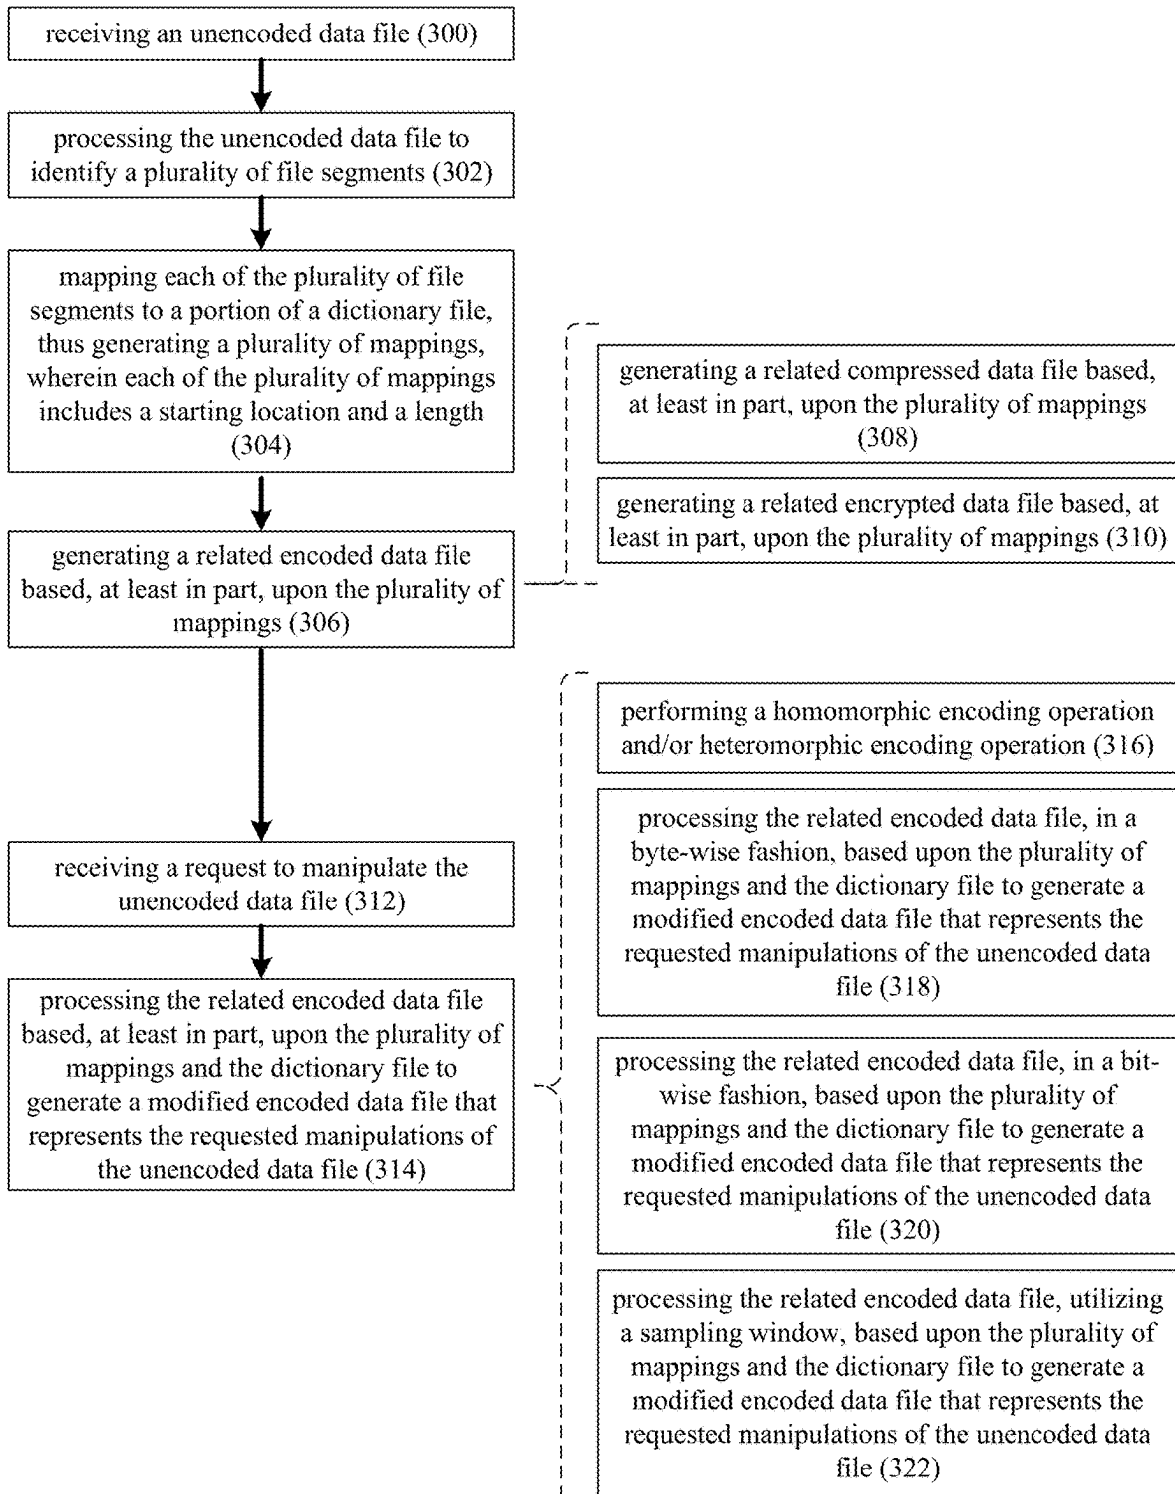 receiving an unencoded data file (300)
processing the unencoded data file to
identify a plurality of file segments (302)
mapping each of the plurality of file
segments to a portion of a dictionary file,
thus generating a plurality of mappings,
wherein each of the plurality of mappings
includes a starting location and a length
(304)
generating a related encoded data file
based, at least in part, upon the plurality of
mappings (306)
generating a related compressed data file based,
at least in part, upon the plurality of mappings
(308)
generating a related encrypted data file based, at
least in part, upon the plurality of mappings (310)
receiving a request to manipulate the
unencoded data file (312)
processing the related encoded data file
based, at least in part, upon the plurality of
mappings and the dictionary file to
generate a modified encoded data file that
represents the requested manipulations of
the unencoded data file (314)
performing a homomorphic encoding operation
and/or heteromorphic encoding operation (316)
processing the related encoded data file, in a
byte-wise fashion, based upon the plurality of
mappings and the dictionary file to generate a
modified encoded data file that represents the
requested manipulations of the unencoded data
file (318)
processing the related encoded data file, in a bit-
wise fashion, based upon the plurality of
mappings and the dictionary file to generate a
modified encoded data file that represents the
requested manipulations of the unencoded data
file (320)
processing the related encoded data file, utilizing
a sampling window, based upon the plurality of
mappings and the dictionary file to generate a
modified encoded data file that represents the
requested manipulations of the unencoded data
file (322)